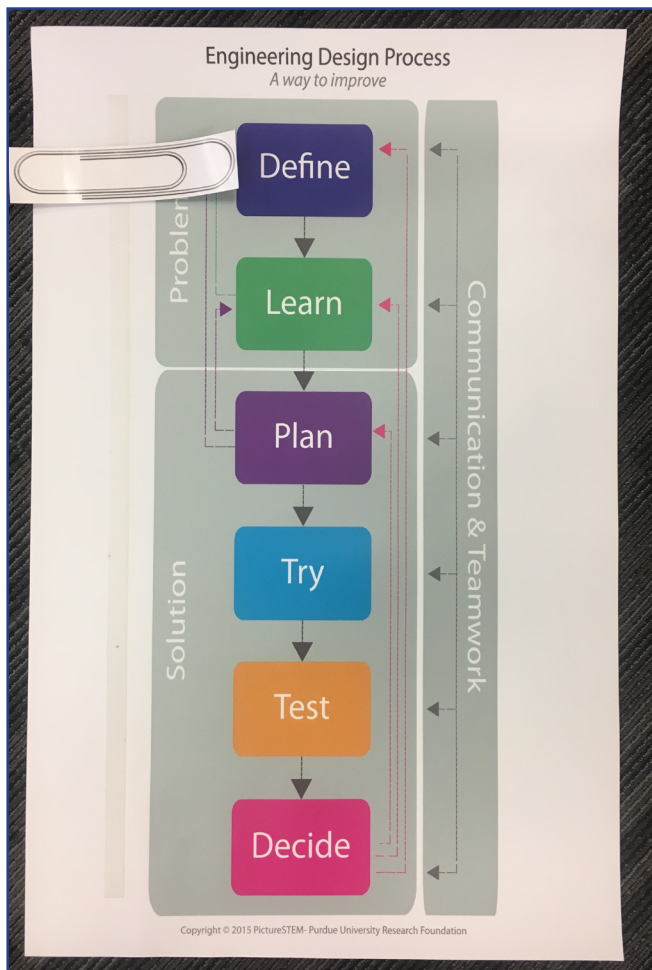 Engineering Design Process
A way to improve
Define
Learn
Plan
Solution
Try
Test
Decide
Communication & Teamwork
Copyright © 2015 PictureSTEM- Purdue University Research Foundation